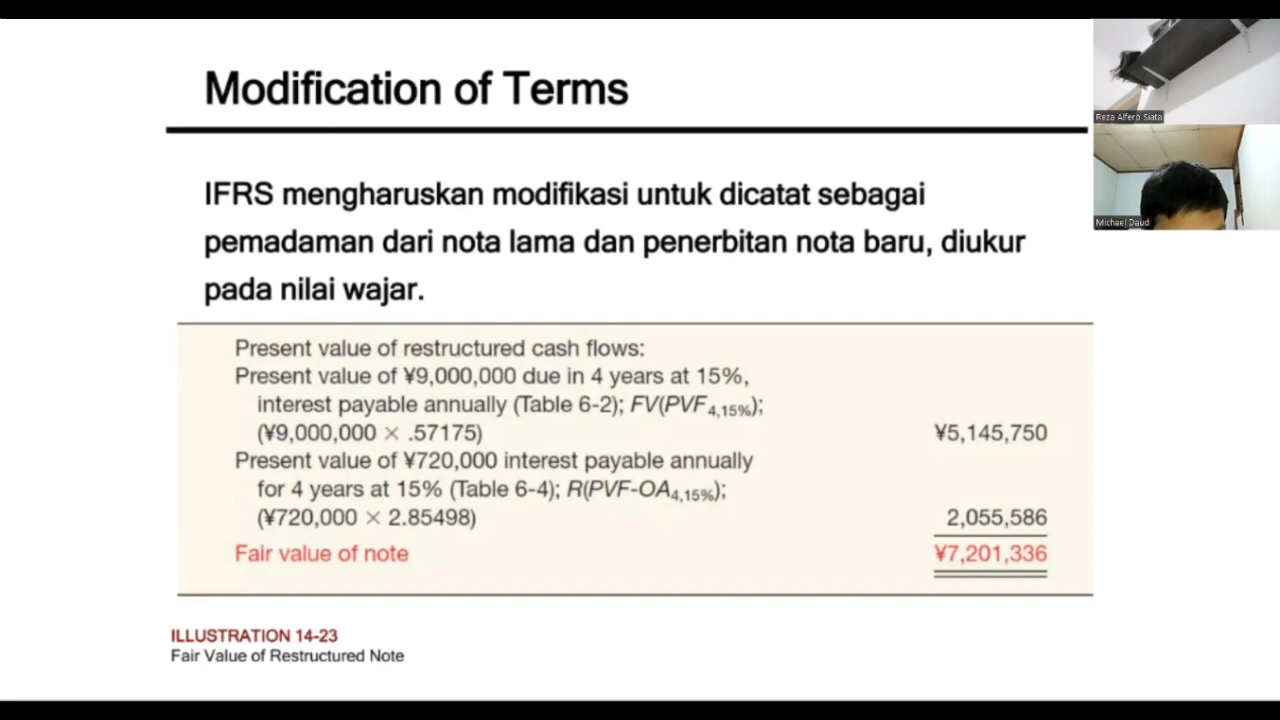 Modification of Terms
IFRS mengharuskan modifikasi untuk dicatat sebagai
pemadaman dari nota lama dan penerbitan nota baru, diukur
pada nilai wajar.
Present value of restructured cash flows:
Present value of ¥9,000,000 due in 4 years at 15%,
interest payable annually (Table 6-2); FV(PVF4,15%);
(¥9,000,000 × .57175) ¥5,145,750
Present value of ¥720,000 interest payable annually
for 4 years at 15% (Table 6-4); R(PVF-OA4,15%);
(¥720,000 × 2.85498) 2,055,586
Fair value of note ¥7,201,336
ILLUSTRATION 14-23
Fair Value of Restructured Note
Reza Alfero Siata
Michael Daud